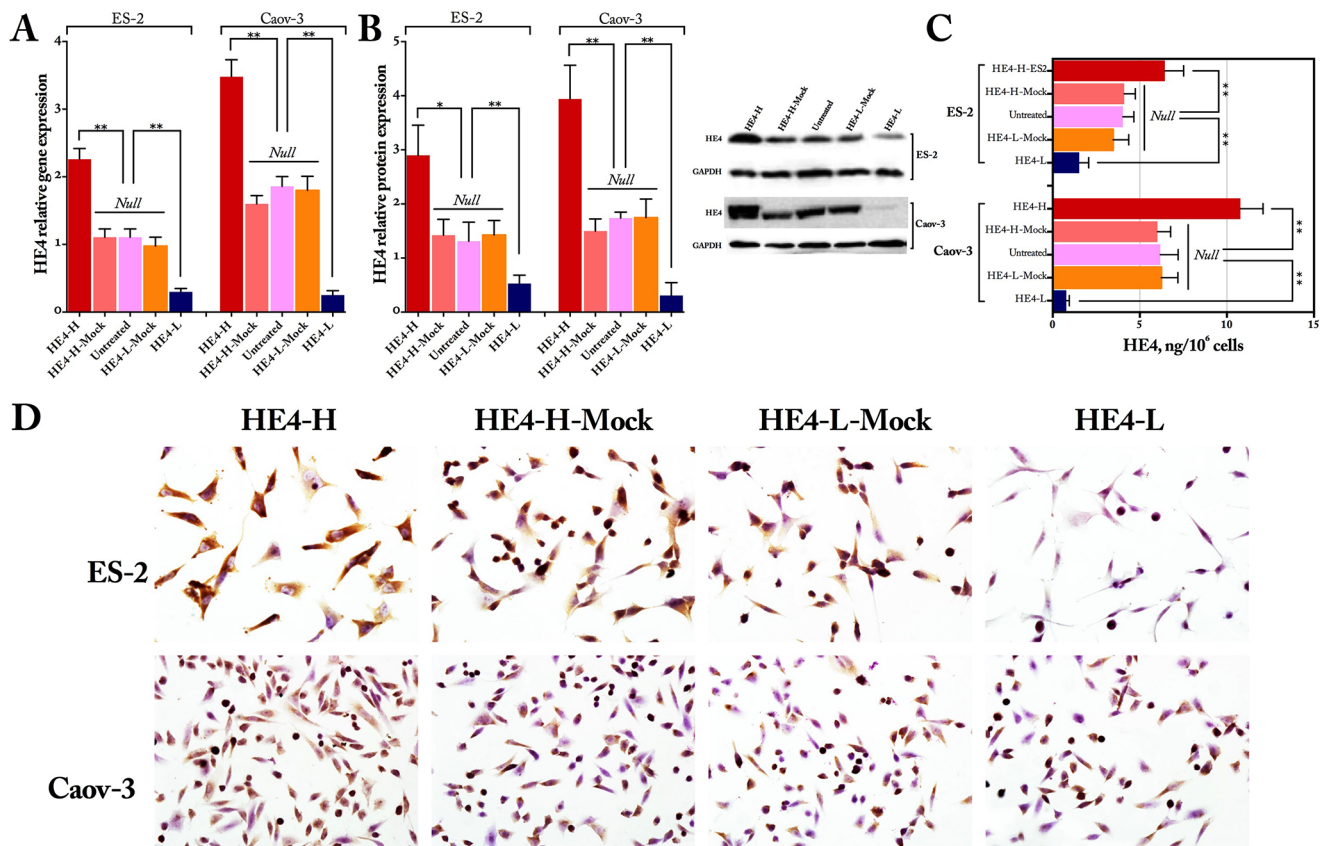 A
ES-2
Caov-3
HE4 relative gene expression
4
3
2
1
0
**
**
**
**
Null
Null
HE4-H
HE4-H-Mock
Untreated
HE4-L-Mock
HE4-L
HE4-H
HE4-H-Mock
Untreated
HE4-L-Mock
HE4-L
B
ES-2
Caov-3
HE4 relative protein expression
5
4
3
2
1
0
*
**
**
**
Null
Null
HE4-H
HE4-H-Mock
Untreated
HE4-L-Mock
HE4-L
HE4-H
HE4-H-Mock
Untreated
HE4-L-Mock
HE4-L
HE4-H
HE4-H-Mock
Untreated
HE4-L-Mock
HE4-L
HE4
GAPDH
ES-2
HE4
GAPDH
Caov-3
C
ES-2
HE4-H-ES2
HE4-H-Mock
Untreated
HE4-L-Mock
HE4-L
Null
**
**
Caov-3
HE4-H
HE4-H-Mock
Untreated
HE4-L-Mock
HE4-L
Null
**
**
0
5
10
15
HE4, ng/10⁶ cells
D
HE4-H
HE4-H-Mock
HE4-L-Mock
HE4-L
ES-2
Caov-3